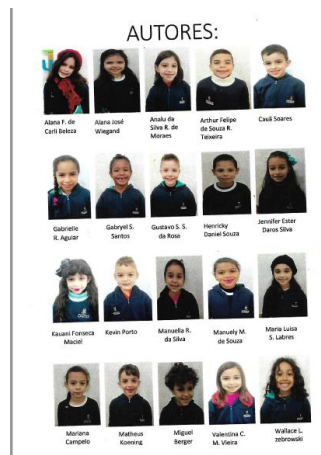 AUTORES:
Alana F. de
Carli Beleza
Alana José
Wiegand
Analu da
Silva R. de
Moraes
Arthur Felipe
de Souza R.
Teixeira
Cauã Soares
Gabrielle
R. Aguiar
Gabryel S.
Santos
Gustavo S. S.
da Rosa
Henricky
Daniel Souza
Jennifer Ester
Daros Silva
Kauani Fonseca
Maciel
Kevin Porto
Manuella R.
da Silva
Manuely M.
de Souza
Maria Luisa
S. Labres
Mariana
Campelo
Matheus
Koening
Miguel
Berger
Valentina C.
M. Vieira
Wallace L.
zebrowski